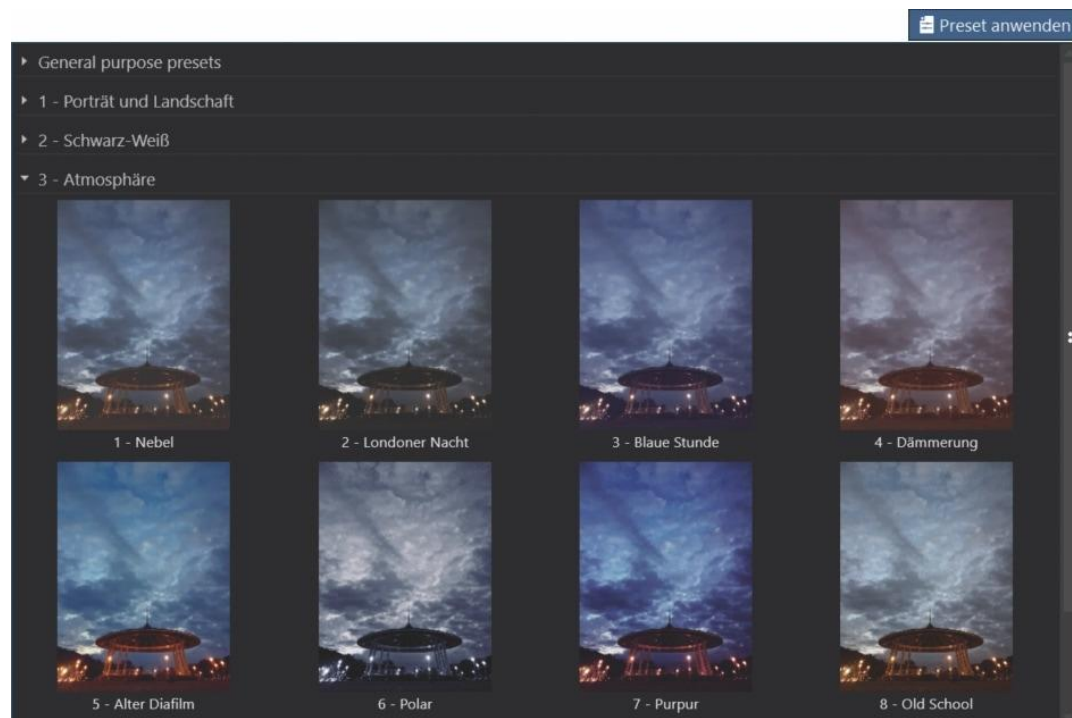 Preset anwenden
General purpose presets
1 - Porträt und Landschaft
2 - Schwarz-Weiß
3 - Atmosphäre
1 - Nebel
2 - Londoner Nacht
3 - Blaue Stunde
4 - Dämmerung
5 - Alter Diafilm
6 - Polar
7 - Purpur
8 - Old School